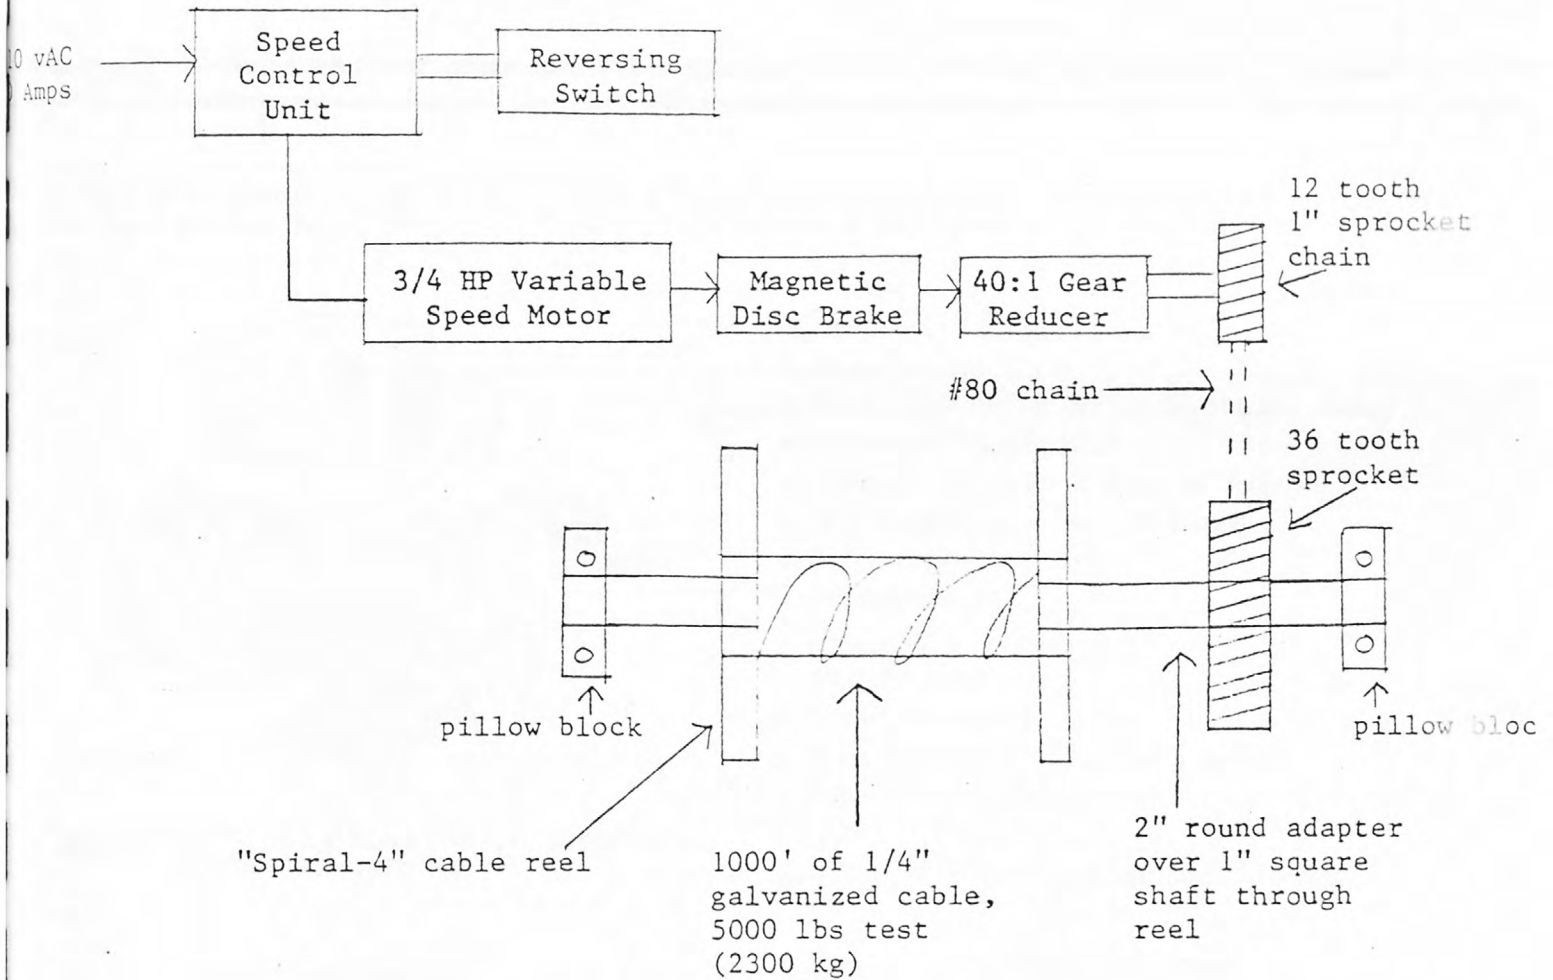 Speed
Control
Unit
Reversing
Switch
vAC
Amps
12 tooth
1" sprocket
chain
3/4 HP Variable
Speed Motor
Magnetic
Disc Brake
40:1 Gear
Reducer
#80 chain
36 tooth
sprocket
pillow block
pillow bloc
"Spiral-4" cable reel
1000' of 1/4"
galvanized cable,
5000 lbs test
(2300 kg)
2" round adapter
over 1" square
shaft through
reel